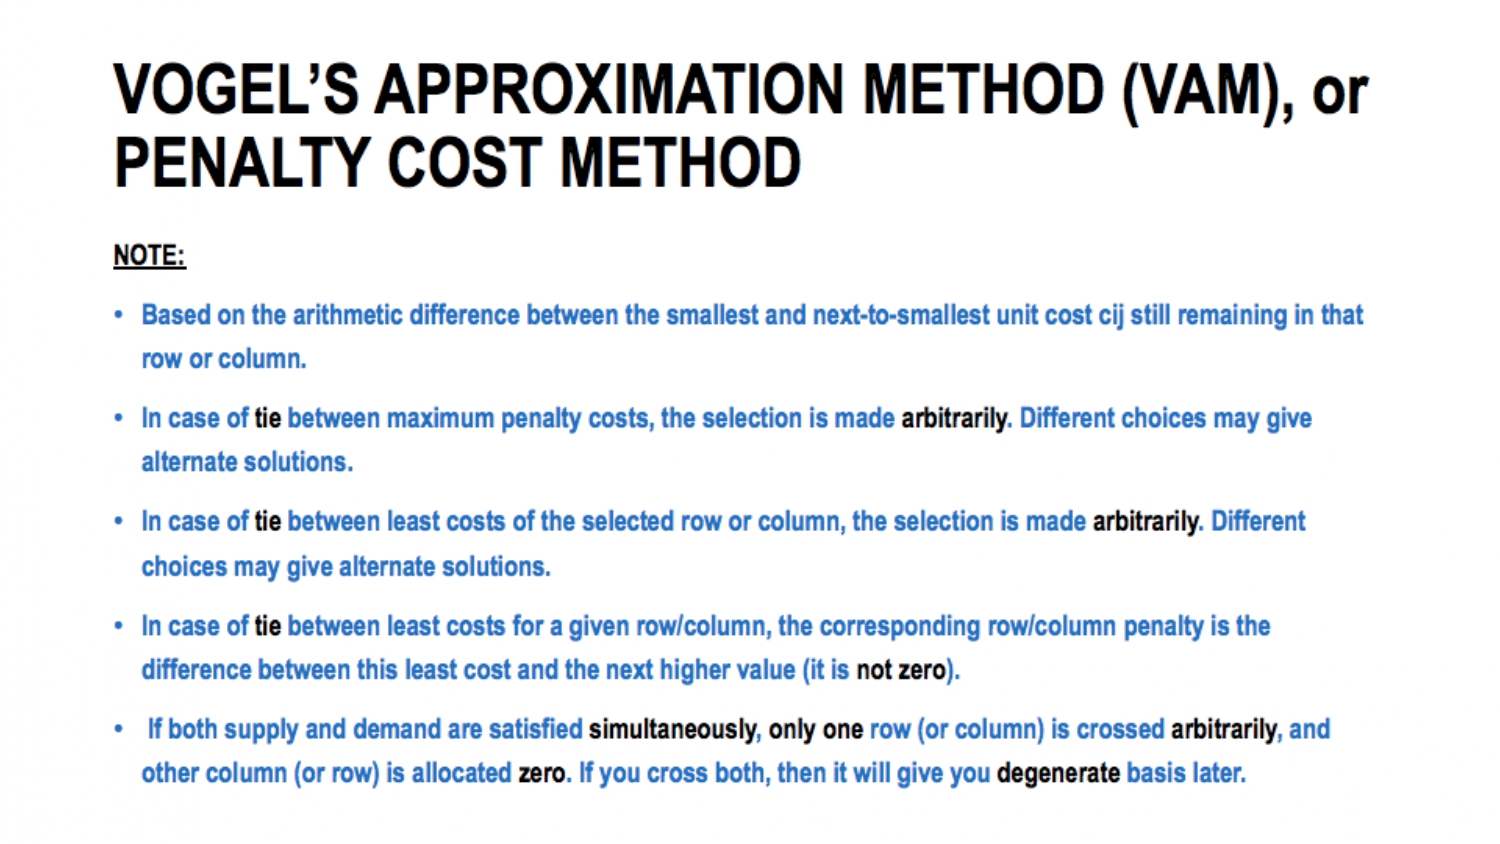 VOGEL’S APPROXIMATION METHOD (VAM), or
PENALTY COST METHOD
NOTE:
• Based on the arithmetic difference between the smallest and next-to-smallest unit cost cij still remaining in that
row or column.
• In case of tie between maximum penalty costs, the selection is made arbitrarily. Different choices may give
alternate solutions.
• In case of tie between least costs of the selected row or column, the selection is made arbitrarily. Different
choices may give alternate solutions.
• In case of tie between least costs for a given row/column, the corresponding row/column penalty is the
difference between this least cost and the next higher value (it is not zero).
• If both supply and demand are satisfied simultaneously, only one row (or column) is crossed arbitrarily, and
other column (or row) is allocated zero. If you cross both, then it will give you degenerate basis later.